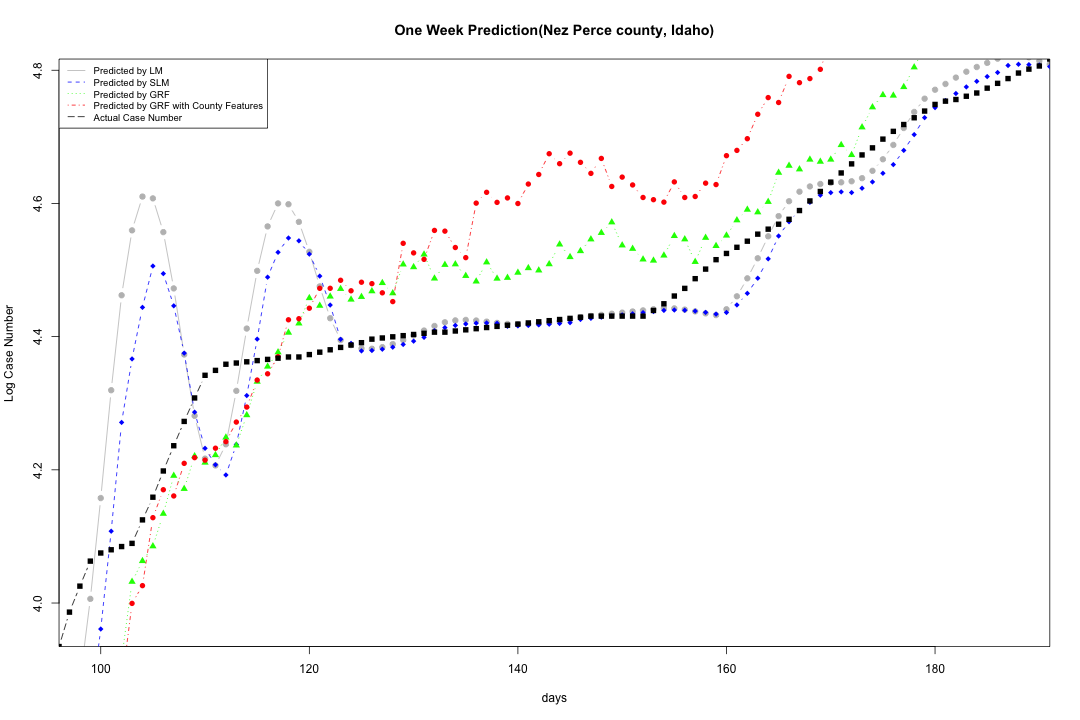 One Week Prediction(Nez Perce county, Idaho)
Predicted by LM
Predicted by SLM
Predicted by GRF
Predicted by GRF with County Features
Actual Case Number
4.8
4.6
4.4
4.2
4.0
Log Case Number
100 120 140 160 180
days